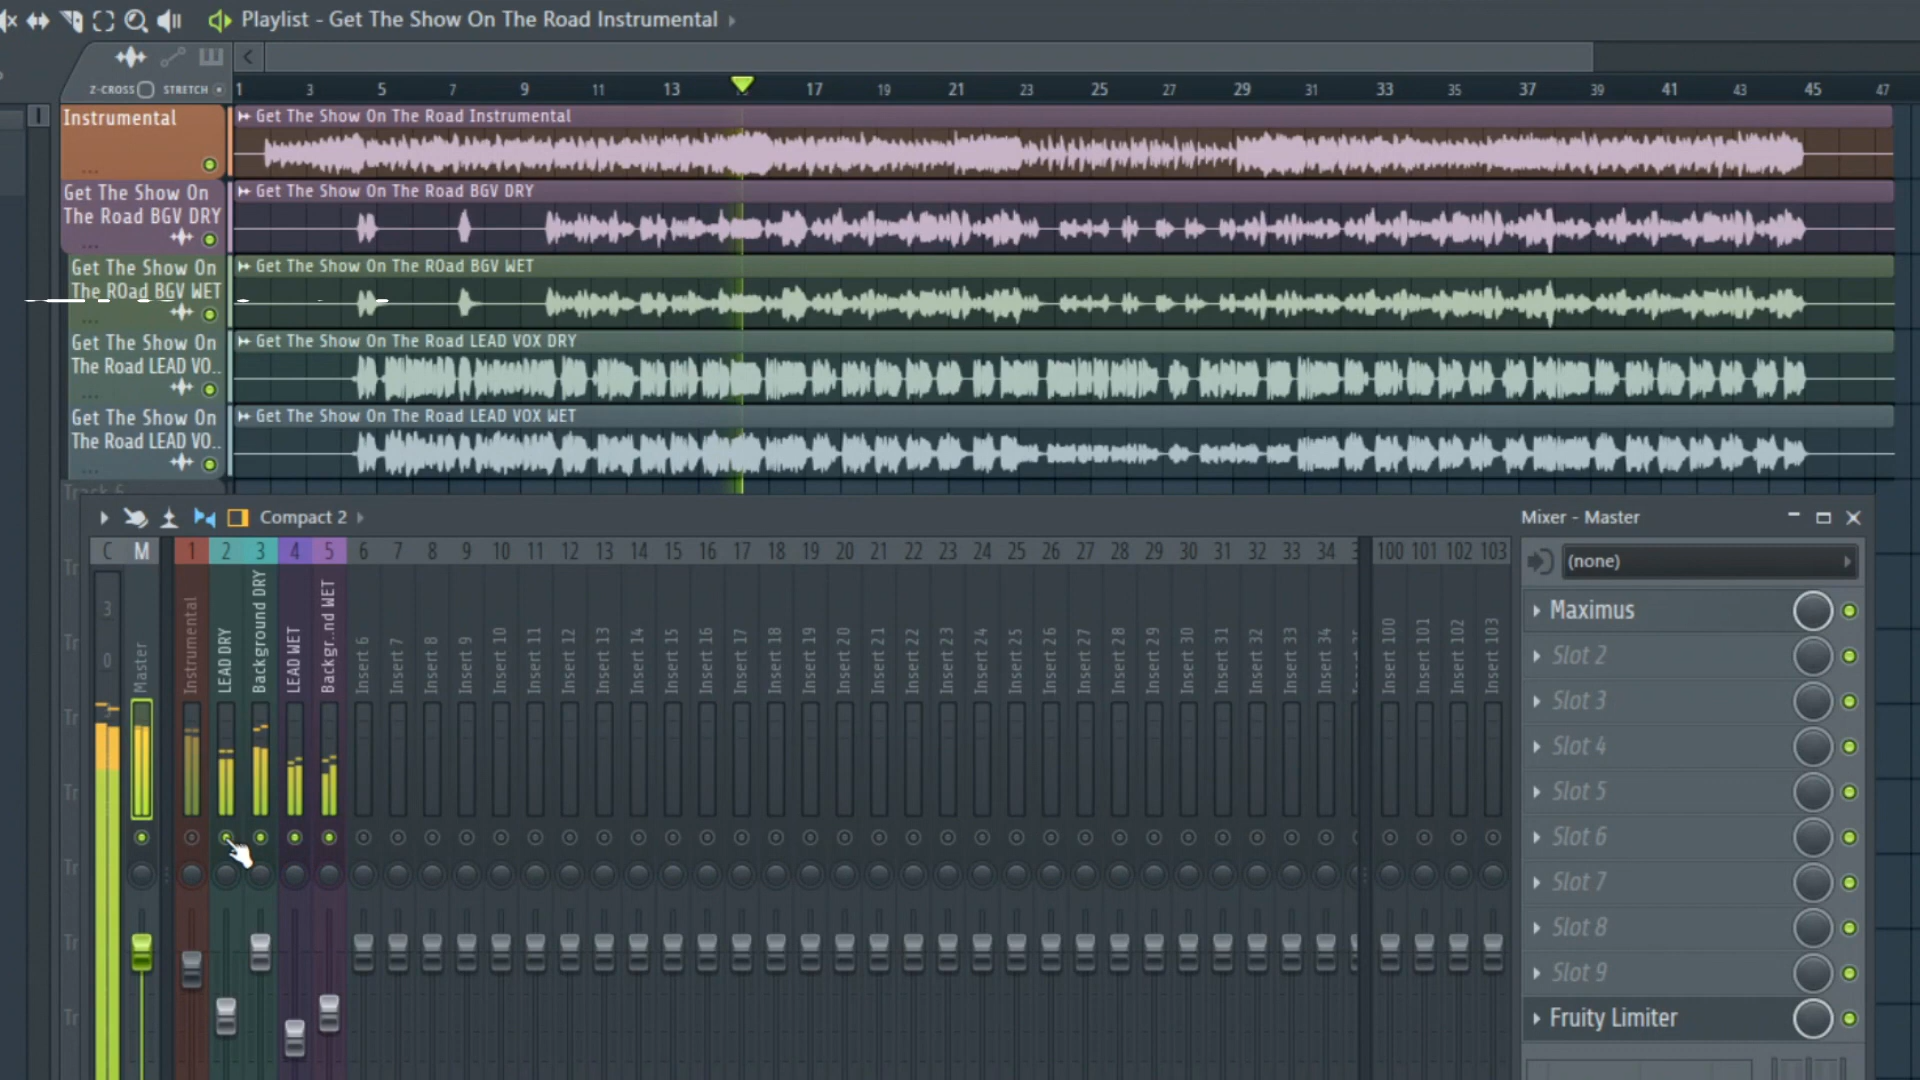 Playlist - Get The Show On The Road Instrumental
Z-CROSS STRETCH
1 3 5 7 9 11 13 17 19 21 23 25 27 29 31 33 35 37 39 41 43 45 47
Instrumental
Get The Show On The Road Instrumental
Get The Show On
The Road BGV DRY
Get The Show On The Road BGV DRY
Get The Show On
The ROad BGV WET
Get The Show On The ROad BGV WET
Get The Show On
The Road LEAD VO..
Get The Show On The Road LEAD VOX DRY
Get The Show On
The Road LEAD VO..
Get The Show On The Road LEAD VOX WET
Track 6
Compact 2
Mixer - Master
C M 1 2 3 4 5 6 7 8 9 10 11 12 13 14 15 16 17 18 19 20 21 22 23 24 25 26 27 28 29 30 31 32 33 34 100 101 102 103
3
0
Master
Instrumental
LEAD DRY
Background DRY
LEAD WET
Backgr.nd WET
Insert 6
Insert 7
Insert 8
Insert 9
Insert 10
Insert 11
Insert 12
Insert 13
Insert 14
Insert 15
Insert 16
Insert 17
Insert 18
Insert 19
Insert 20
Insert 21
Insert 22
Insert 23
Insert 24
Insert 25
Insert 26
Insert 27
Insert 28
Insert 29
Insert 30
Insert 31
Insert 32
Insert 33
Insert 34
Insert 100
Insert 101
Insert 102
Insert 103
Tr
Tr
Tr
Tr
Tr
Tr
Tr
(none)
Maximus
Slot 2
Slot 3
Slot 4
Slot 5
Slot 6
Slot 7
Slot 8
Slot 9
Fruity Limiter